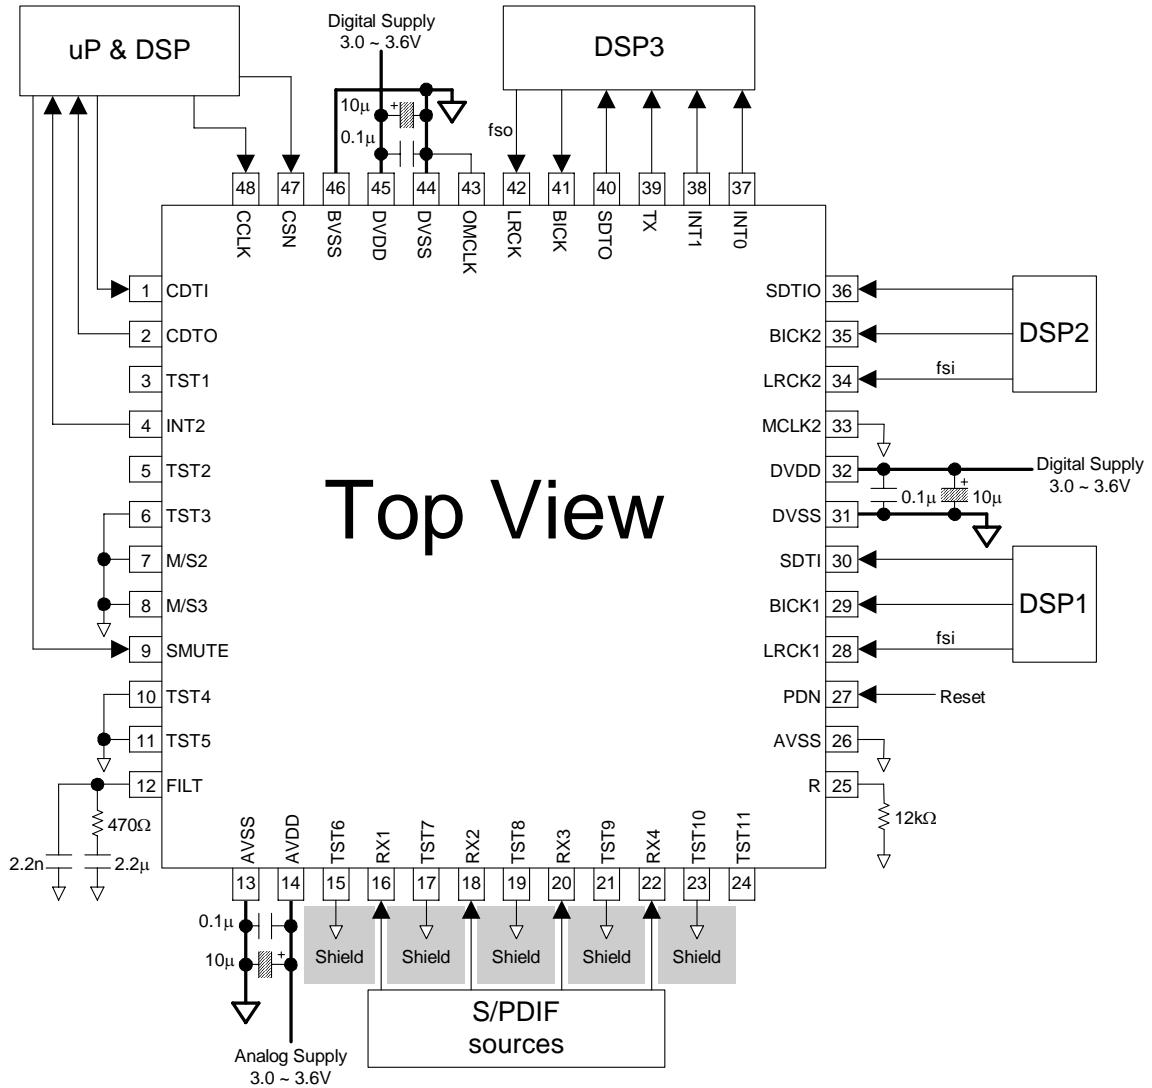 uP & DSP
Digital Supply
3.0 ~ 3.6V
DSP3
10μ
+
0.1μ
fso
48
47
46
45
44
43
42
41
40
39
38
37
CCLK
CSN
BVSS
DVDD
DVSS
OMCLK
LRCK
BICK
SDTO
TX
INT1
INT0
1 CDTI
2 CDTO
3 TST1
4 INT2
5 TST2
6 TST3
7 M/S2
8 M/S3
9 SMUTE
10 TST4
11 TST5
12 FILT
470Ω
2.2n
2.2μ
Top View
SDTIO 36
BICK2 35
LRCK2 34
fsi
DSP2
MCLK2 33
DVDD 32
Digital Supply
3.0 ~ 3.6V
0.1μ
+
10μ
DVSS 31
SDTI 30
BICK1 29
LRCK1 28
fsi
DSP1
PDN 27
Reset
AVSS 26
R 25
12kΩ
AVSS
AVDD
TST6
RX1
TST7
RX2
TST8
RX3
TST9
RX4
TST10
TST11
13
14
15
16
17
18
19
20
21
22
23
24
0.1μ
10μ
+
Shield
Shield
Shield
Shield
Shield
S/PDIF
sources
Analog Supply
3.0 ~ 3.6V